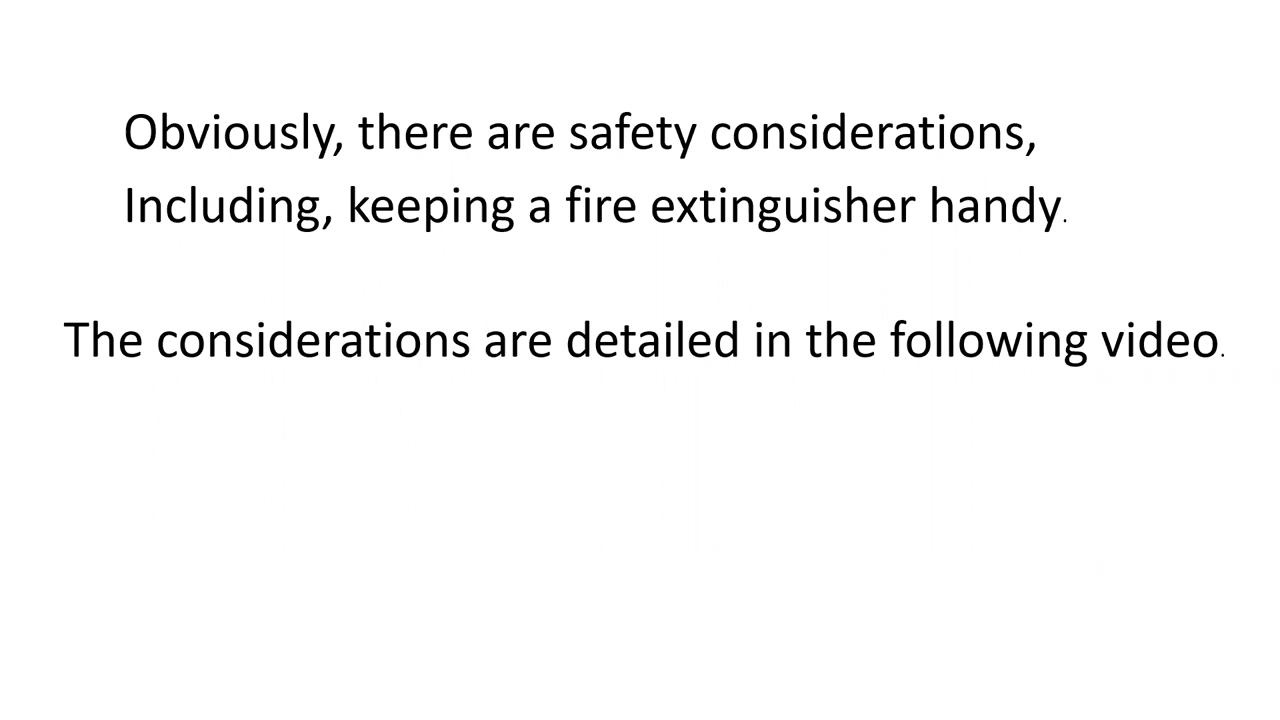 Obviously, there are safety considerations,
Including, keeping a fire extinguisher handy.
The considerations are detailed in the following video.